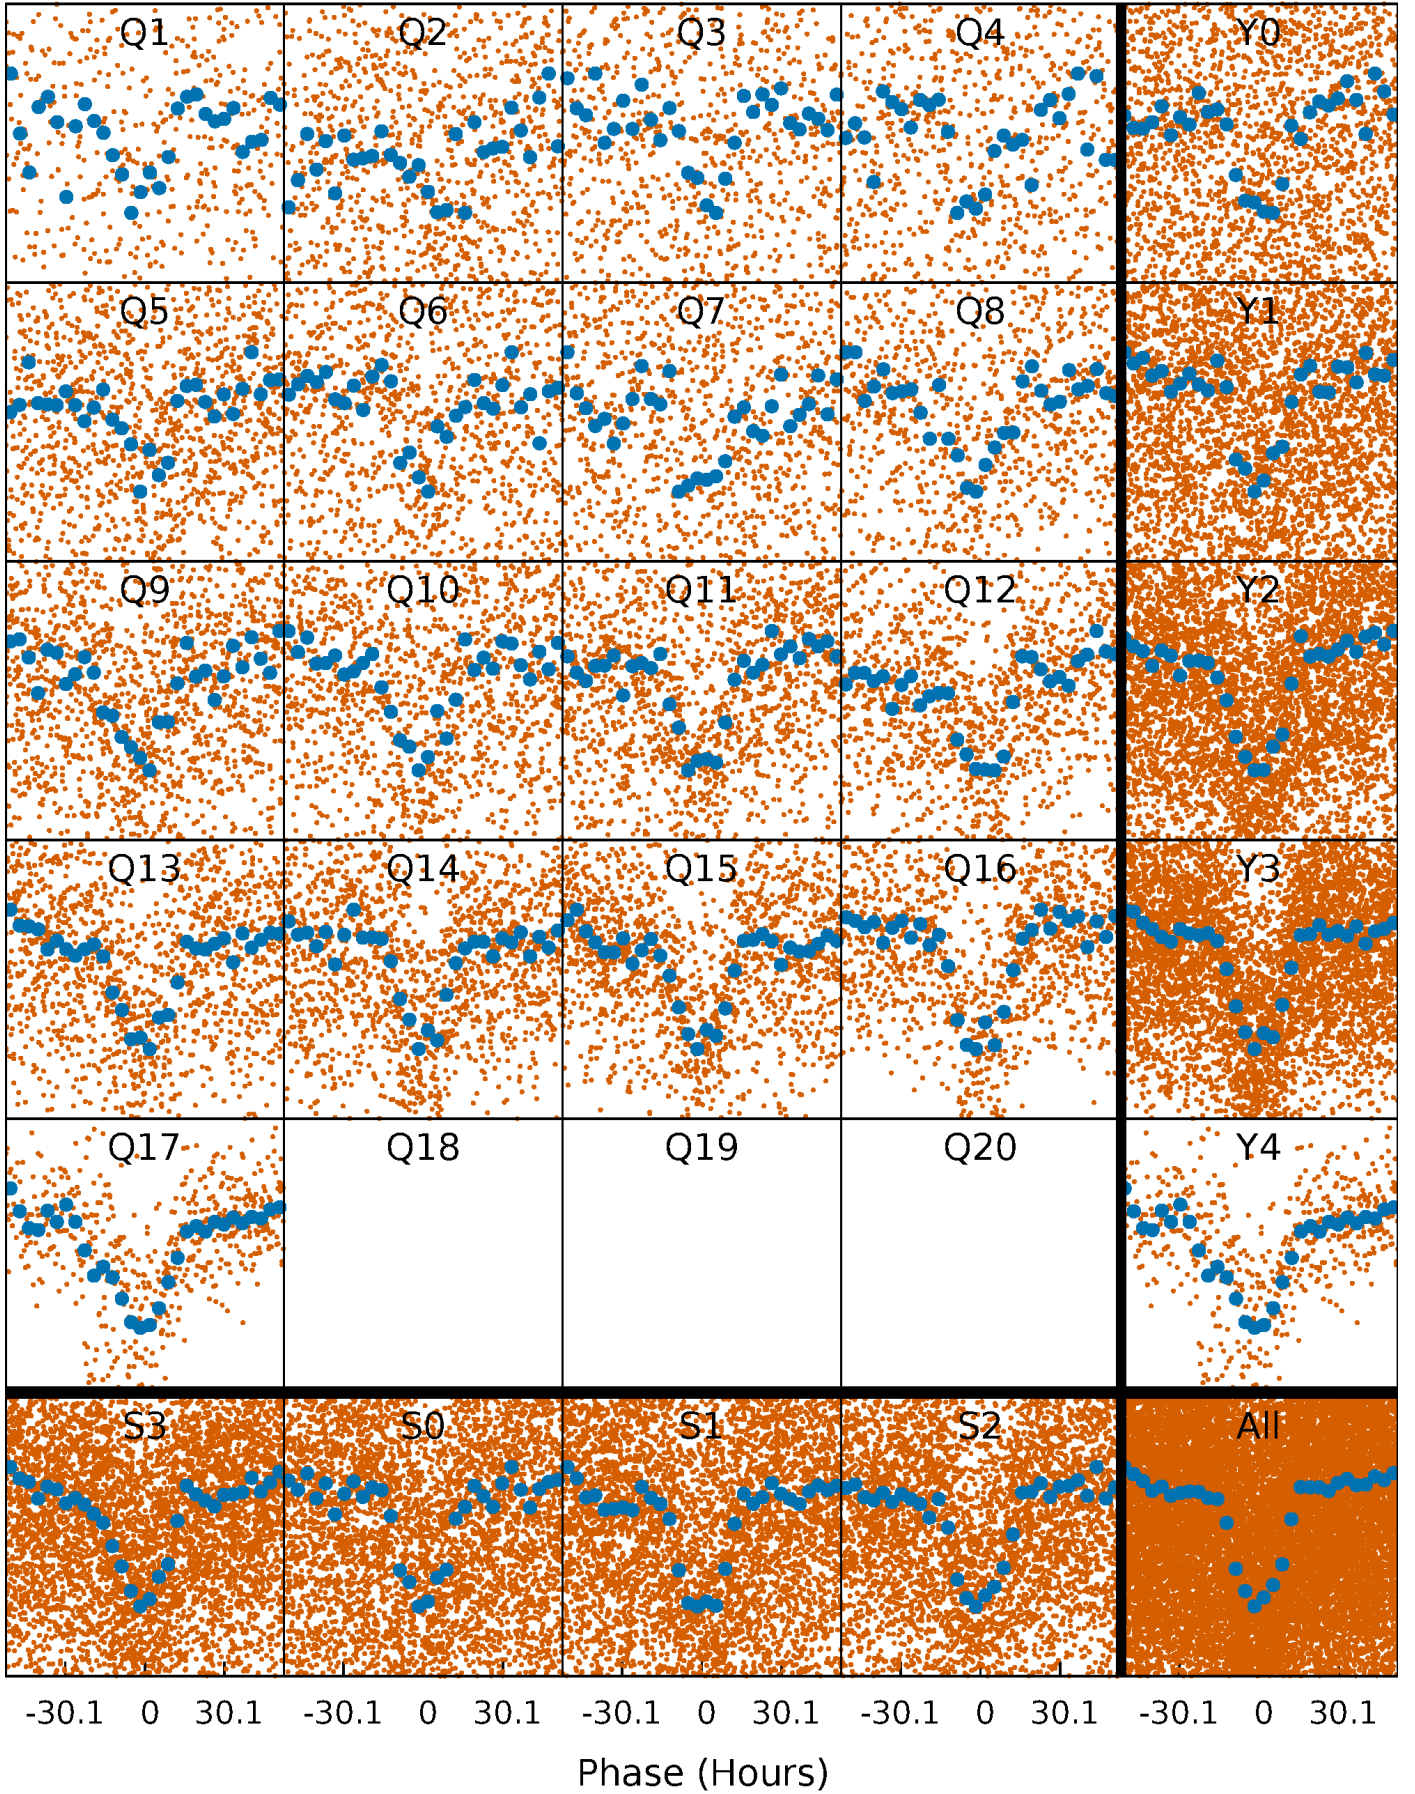 Q1 Q2 Q3 Q4 Y0
Q5 Q6 Q7 Q8 Y1
Q9 Q10 Q11 Q12 Y2
Q13 Q14 Q15 Q16 Y3
Q17 Q18 Q19 Q20 Y4
S3 S0 S1 S2 All
-30.1 0 30.1 -30.1 0 30.1 -30.1 0 30.1 -30.1 0 30.1 -30.1 0 30.1
Phase (Hours)